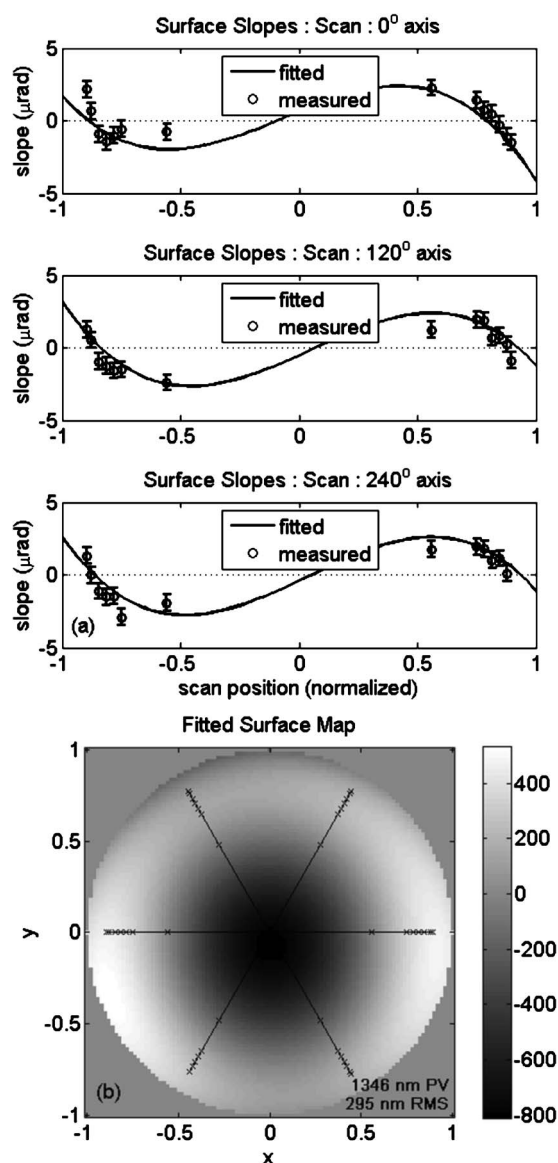 Surface Slopes : Scan : 0⁰ axis
5
0
-5
slope (μrad)
fitted
measured
-1 -0.5 0 0.5 1
Surface Slopes : Scan : 120⁰ axis
5
0
-5
slope (μrad)
fitted
measured
-1 -0.5 0 0.5 1
Surface Slopes : Scan : 240⁰ axis
5
0
-5
slope (μrad)
fitted
measured
(a)
-1 -0.5 0 0.5 1
scan position (normalized)
Fitted Surface Map
1
0.5
0
-0.5
-1
y
(b)
1346 nm PV
295 nm RMS
-1 -0.5 0 0.5 1
x
400
200
0
-200
-400
-600
-800